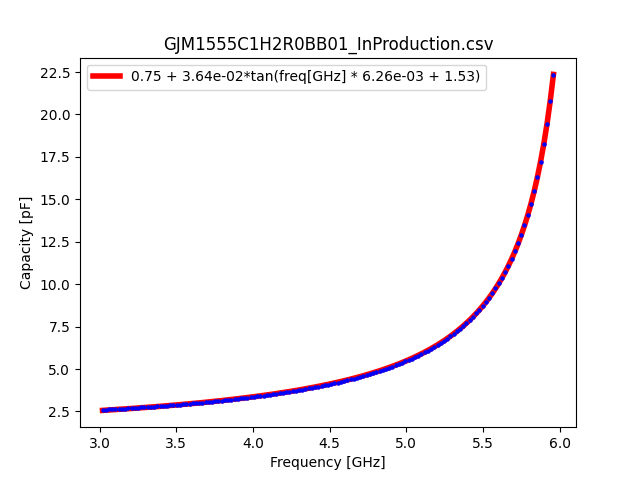 GJM1555C1H2R0BB01_InProduction.csv
0.75 + 3.64e-02*tan(freq[GHz] * 6.26e-03 + 1.53)
22.5
20.0
17.5
15.0
12.5
10.0
7.5
5.0
2.5
Capacity [pF]
3.0 3.5 4.0 4.5 5.0 5.5 6.0
Frequency [GHz]